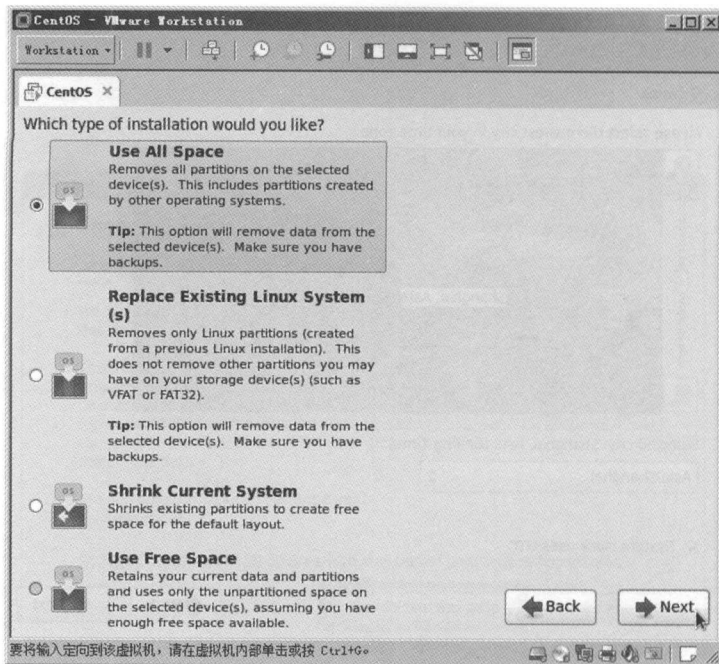 CentOS - VMware Workstation
Workstation
CentOS
Which type of installation would you like?
Use All Space
Removes all partitions on the selected
device(s). This includes partitions created
by other operating systems.
Tip: This option will remove data from the
selected device(s). Make sure you have
backups.
Replace Existing Linux System
(s)
Removes only Linux partitions (created
from a previous Linux installation). This
does not remove other partitions you may
have on your storage device(s) (such as
VFAT or FAT32).
Tip: This option will remove data from the
selected device(s). Make sure you have
backups.
Shrink Current System
Shrinks existing partitions to create free
space for the default layout.
Use Free Space
Retains your current data and partitions
and uses only the unpartitioned space on
the selected device(s), assuming you have
enough free space available.
Back
Next
要将输入定向到该虚拟机，请在虚拟机内部单击或按 Ctrl+G。